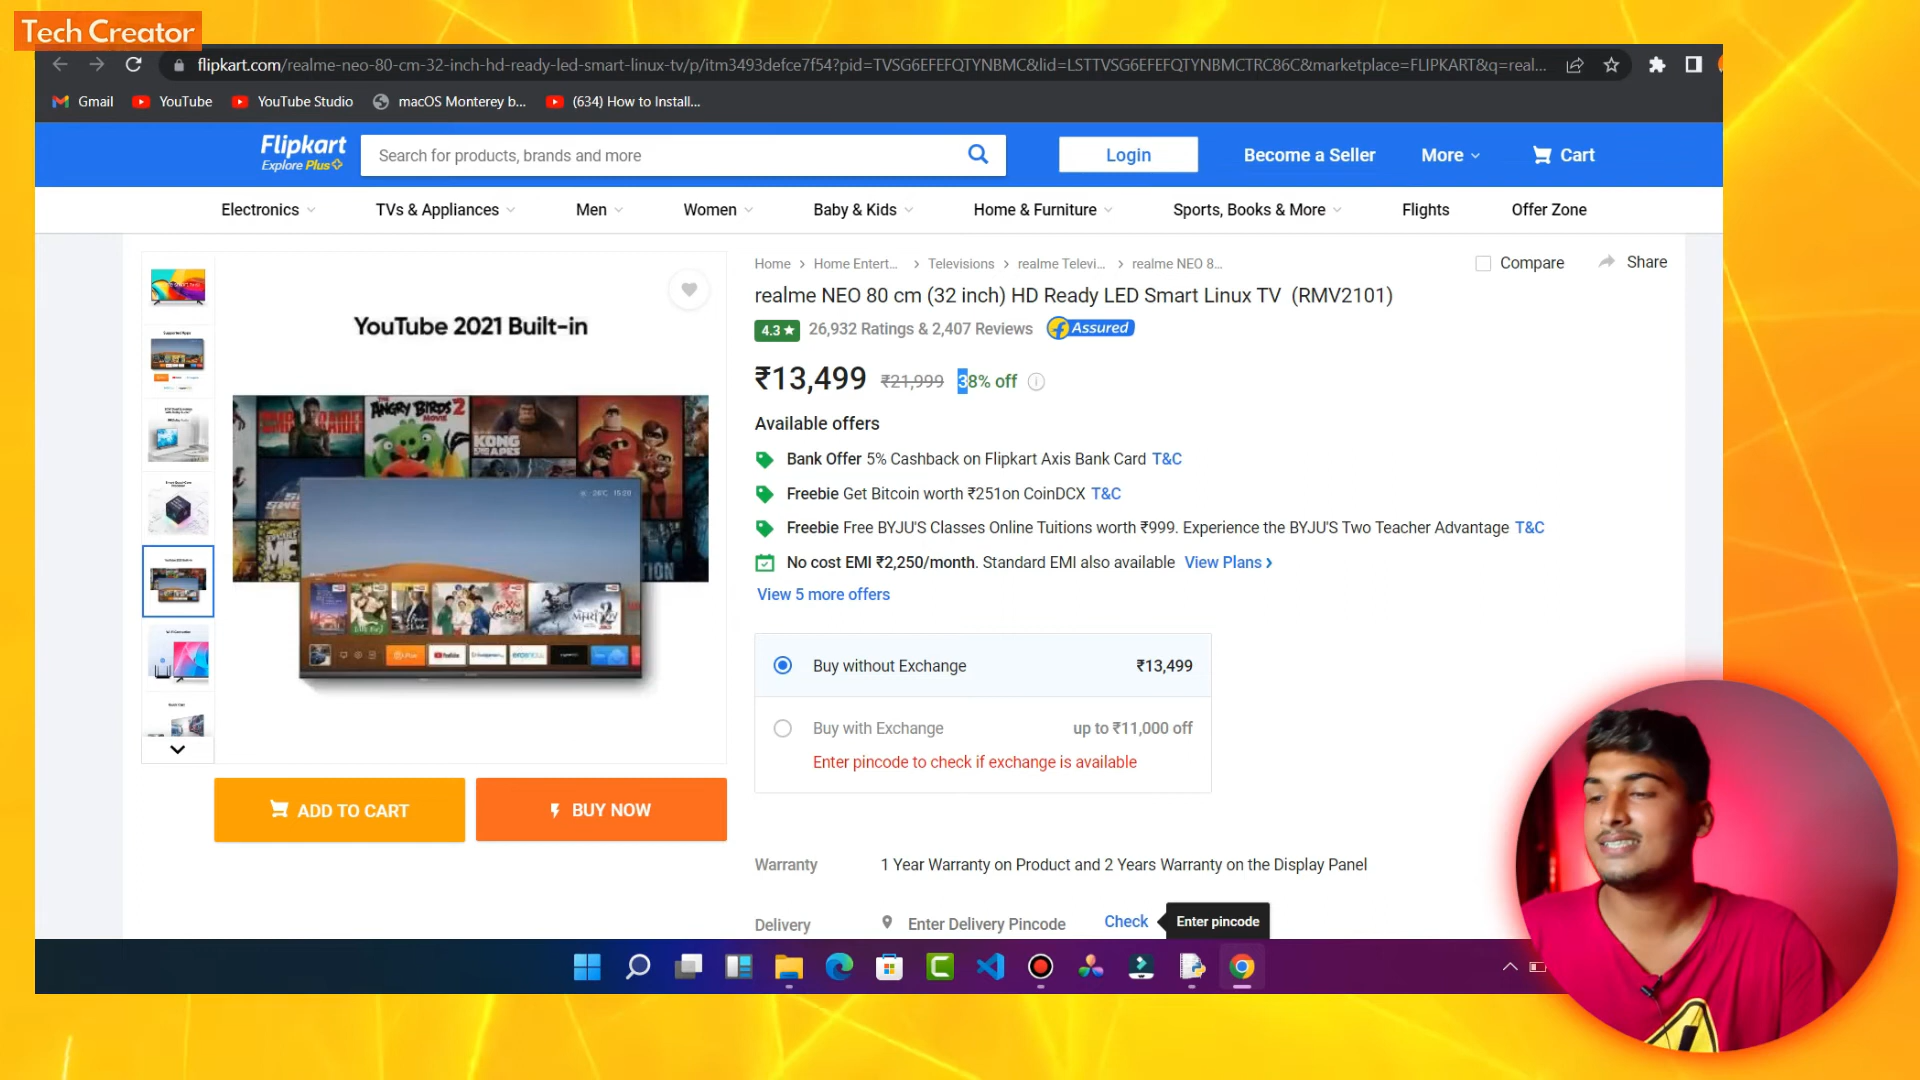 Tech Creator
flipkart.com/realme-neo-80-cm-32-inch-hd-ready-led-smart-linux-tv/p/itm3493defce7f54?pid=TVSG6EFEFQTYNBMC&lid=LSTTVSG6EFEFQTYNBMCTRC86C&marketplace=FLIPKART&q=real...
Gmail YouTube YouTube Studio macOS Monterey b... (634) How to Install...
Flipkart
Explore Plus
Search for products, brands and more
Login
Become a Seller
More
Cart
Electronics TVs & Appliances Men Women Baby & Kids Home & Furniture Sports, Books & More Flights Offer Zone
Home > Home Entert... > Televisions > realme Televi... > realme NEO 8...
Compare
Share
realme NEO 80 cm (32 inch) HD Ready LED Smart Linux TV (RMV2101)
4.3 ★ 26,932 Ratings & 2,407 Reviews Assured
₹13,499 ₹21,999 38% off
Available offers
Bank Offer 5% Cashback on Flipkart Axis Bank Card T&C
Freebie Get Bitcoin worth ₹251on CoinDCX T&C
Freebie Free BYJU'S Classes Online Tuitions worth ₹999. Experience the BYJU'S Two Teacher Advantage T&C
No cost EMI ₹2,250/month. Standard EMI also available View Plans >
View 5 more offers
Buy without Exchange ₹13,499
Buy with Exchange up to ₹11,000 off
Enter pincode to check if exchange is available
Warranty 1 Year Warranty on Product and 2 Years Warranty on the Display Panel
Delivery Enter Delivery Pincode Check Enter pincode
YouTube 2021 Built-in
ANGRY BIRDS 2
MOVIE
KONG
26°C 15:20
YouTube
ADD TO CART
BUY NOW